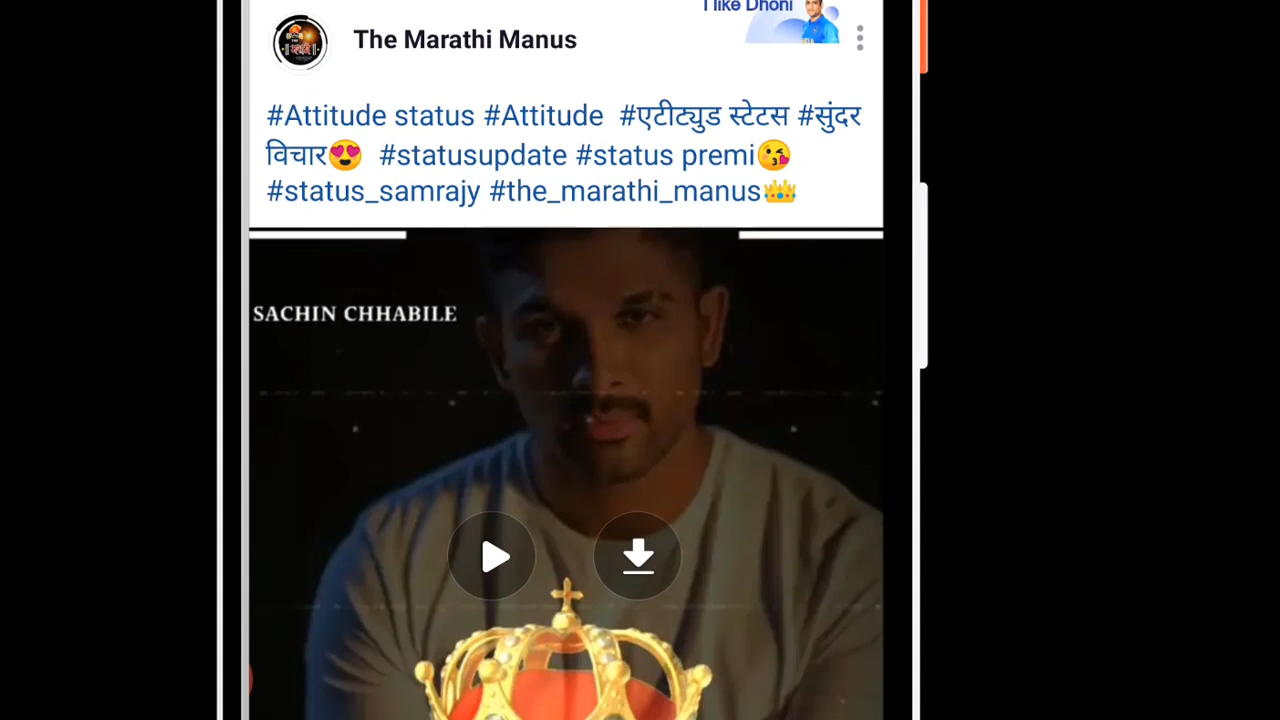 I like Dhoni
The Marathi Manus
#Attitude status #Attitude #एटीट्युड स्टेटस #सुंदर
विचार😍 #statusupdate #status premi😘
#status_samrajy #the_marathi_manus👑
SACHIN CHHABILE